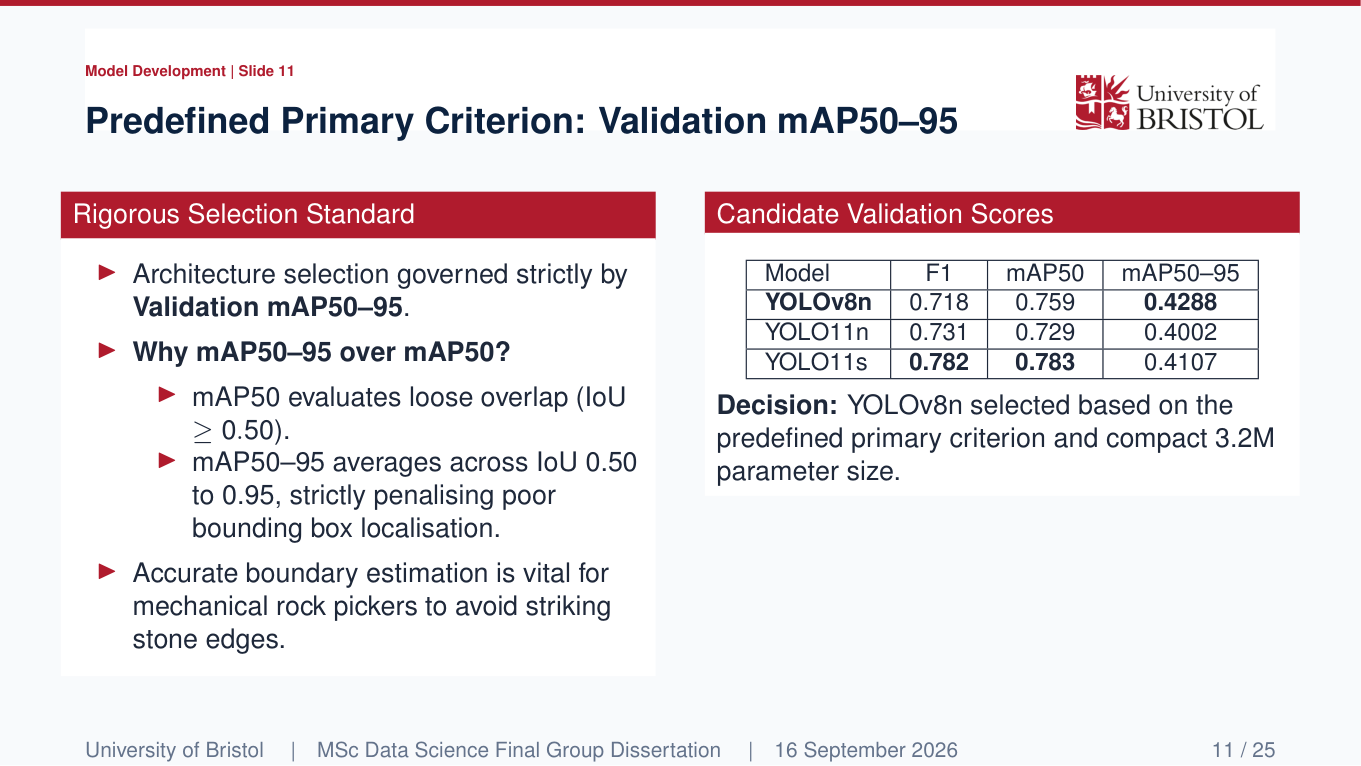 Model Development | Slide 11
Predefined Primary Criterion: Validation mAP50–95
University of
BRISTOL
Rigorous Selection Standard
Architecture selection governed strictly by
Validation mAP50–95.
Why mAP50–95 over mAP50?
mAP50 evaluates loose overlap (IoU
≥ 0.50).
mAP50–95 averages across IoU 0.50
to 0.95, strictly penalising poor
bounding box localisation.
Accurate boundary estimation is vital for
mechanical rock pickers to avoid striking
stone edges.
Candidate Validation Scores
Model F1 mAP50 mAP50–95
YOLOv8n 0.718 0.759 0.4288
YOLO11n 0.731 0.729 0.4002
YOLO11s 0.782 0.783 0.4107
Decision: YOLOv8n selected based on the
predefined primary criterion and compact 3.2M
parameter size.
University of Bristol | MSc Data Science Final Group Dissertation | 16 September 2026 11 / 25